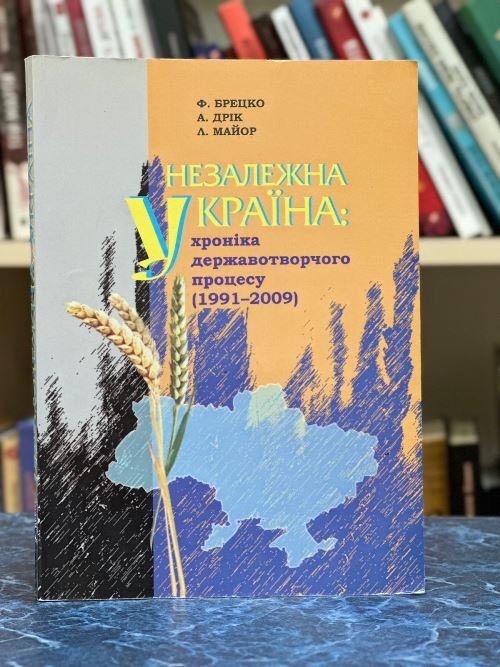 Ф. БРЕЦКО
А. ДРІК
Л. МАЙОР
НЕЗАЛЕЖНА
УКРАЇНА:
хроніка
державотворчого
процесу
(1991–2009)